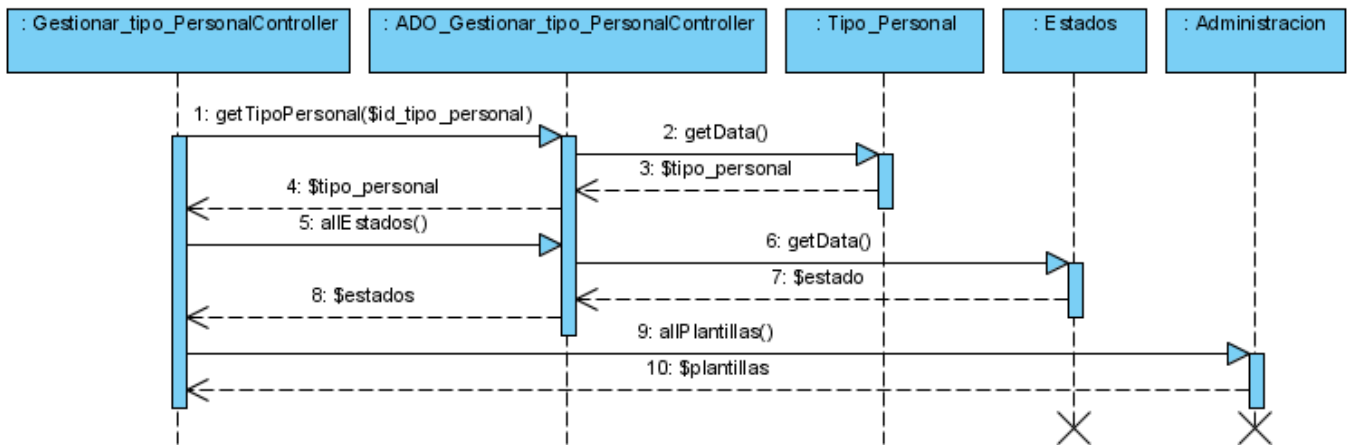 : Gestionar_tipo_PersonalController
: ADO_Gestionar_tipo_PersonalController
: Tipo_Personal
: Estados
: Administracion
1: getTipoPersonal($id_tipo_personal)
2: getData()
3: $tipo_personal
4: $tipo_personal
5: allEstados()
6: getData()
7: $estado
8: $estados
9: allPlantillas()
10: $plantillas